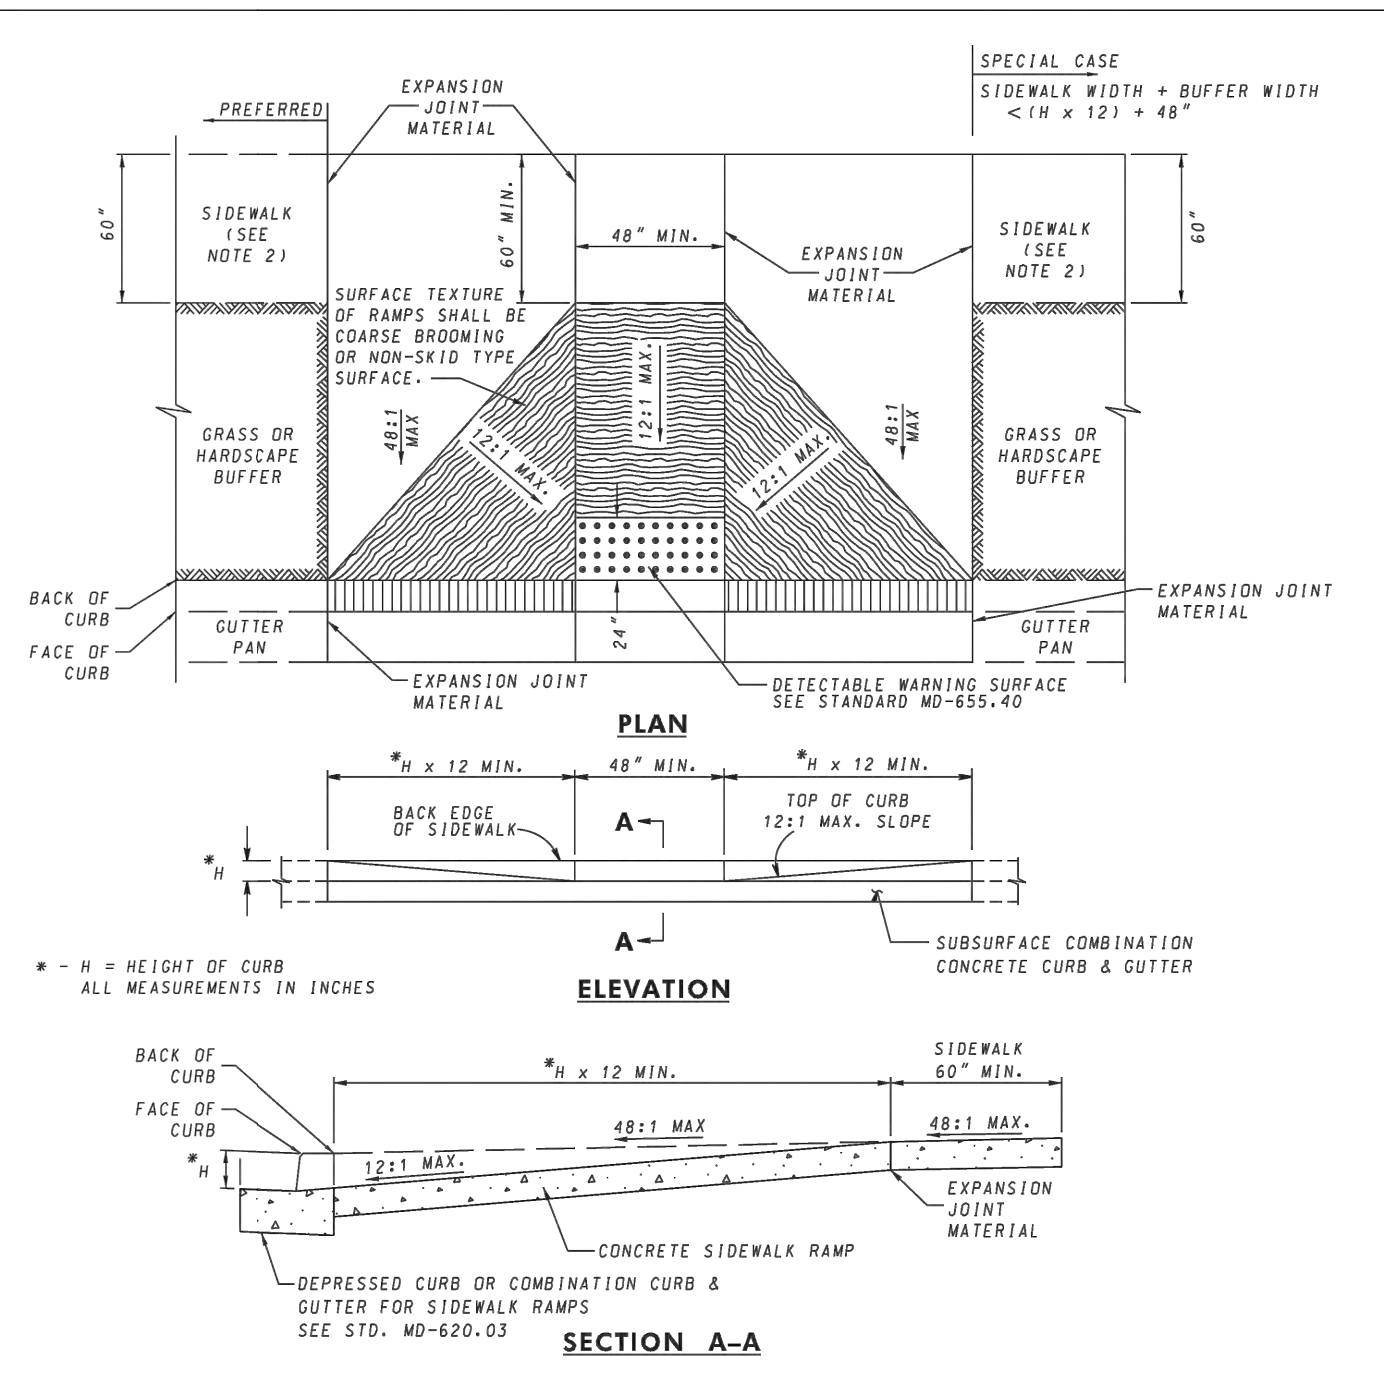 SPECIAL CASE
SIDEWALK WIDTH + BUFFER WIDTH
<(H x 12) + 48"
PREFERRED
EXPANSION
JOINT
MATERIAL
60"
SIDEWALK
(SEE
NOTE 2)
60" MIN.
48" MIN.
EXPANSION
JOINT
MATERIAL
SIDEWALK
(SEE
NOTE 2)
60"
SURFACE TEXTURE
OF RAMPS SHALL BE
COARSE BROOMING
OR NON-SKID TYPE
SURFACE.
48:1
MAX
12:1 MAX.
12:1 MAX.
12:1 MAX.
48:1
MAX
GRASS OR
HARDSCAPE
BUFFER
GRASS OR
HARDSCAPE
BUFFER
BACK OF
CURB
FACE OF
CURB
GUTTER
PAN
24"
GUTTER
PAN
EXPANSION JOINT
MATERIAL
EXPANSION JOINT
MATERIAL
DETECTABLE WARNING SURFACE
SEE STANDARD MD-655.40
PLAN
*H x 12 MIN.
48" MIN.
*H x 12 MIN.
BACK EDGE
OF SIDEWALK
A
TOP OF CURB
12:1 MAX. SLOPE
*H
A
SUBSURFACE COMBINATION
CONCRETE CURB & GUTTER
* - H = HEIGHT OF CURB
ALL MEASUREMENTS IN INCHES
ELEVATION
BACK OF
CURB
FACE OF
CURB
*H
*H x 12 MIN.
SIDEWALK
60" MIN.
48:1 MAX
48:1 MAX.
12:1 MAX.
EXPANSION
JOINT
MATERIAL
CONCRETE SIDEWALK RAMP
DEPRESSED CURB OR COMBINATION CURB &
GUTTER FOR SIDEWALK RAMPS
SEE STD. MD-620.03
SECTION A-A